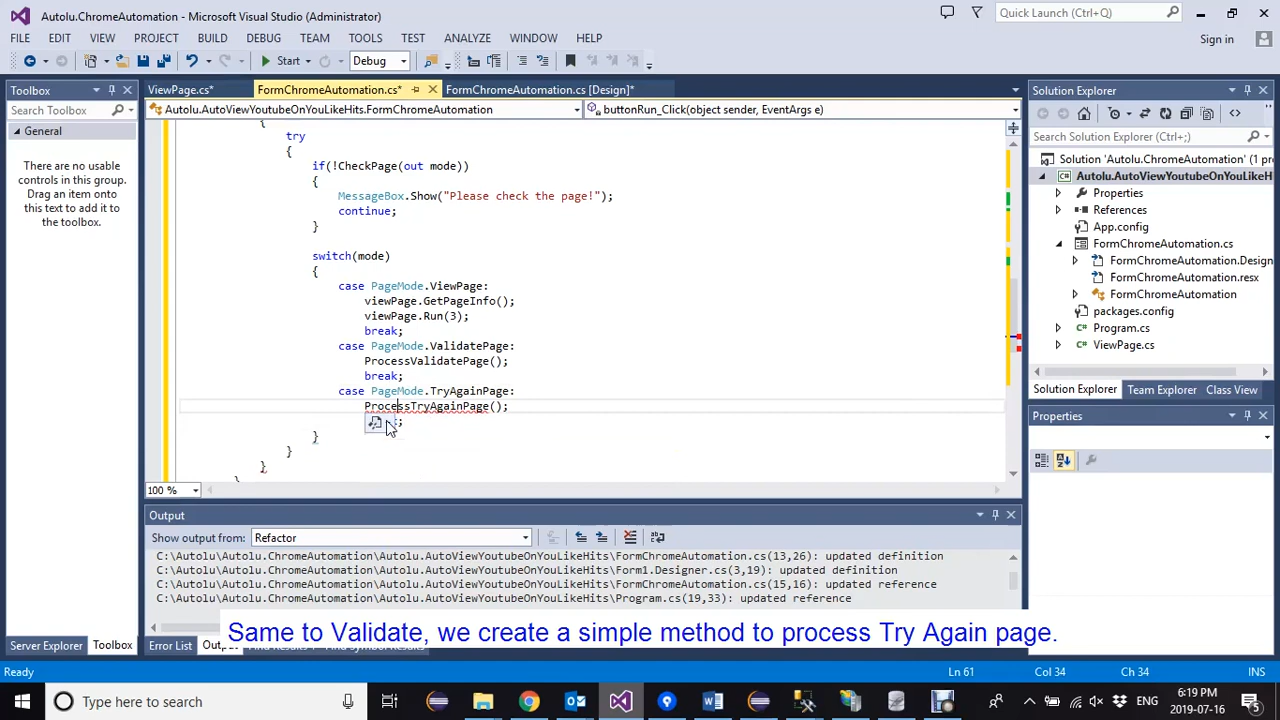 Autolu.ChromeAutomation - Microsoft Visual Studio (Administrator)
Quick Launch (Ctrl+Q)
FILE EDIT VIEW PROJECT BUILD DEBUG TEAM TOOLS TEST ANALYZE WINDOW HELP
Sign in
Start Debug
Toolbox
Search Toolbox
General
There are no usable
controls in this group.
Drag an item onto
this text to add it to
the toolbox.
ViewPage.cs* FormChromeAutomation.cs* FormChromeAutomation.cs [Design]*
Autolu.AutoViewYoutubeOnYouLikeHits.FormChromeAutomation buttonRun_Click(object sender, EventArgs e)
{
try
{
if(!CheckPage(out mode))
{
MessageBox.Show("Please check the page!");
continue;
}
switch(mode)
{
case PageMode.ViewPage:
viewPage.GetPageInfo();
viewPage.Run(3);
break;
case PageMode.ValidatePage:
ProcessValidatePage();
break;
case PageMode.TryAgainPage:
ProcessTryAgainPage();
;
}
}
}
100 %
Solution Explorer
Search Solution Explorer (Ctrl+;)
Solution 'Autolu.ChromeAutomation' (1 pro
Autolu.AutoViewYoutubeOnYouLikeH
Properties
References
App.config
FormChromeAutomation.cs
FormChromeAutomation.Design
FormChromeAutomation.resx
FormChromeAutomation
packages.config
Program.cs
ViewPage.cs
Solution Explorer Team Explorer Class View
Properties
Output
Show output from: Refactor
C:\Autolu\Autolu.ChromeAutomation\Autolu.AutoViewYoutubeOnYouLikeHits\FormChromeAutomation.cs(13,26): updated definition
C:\Autolu\Autolu.ChromeAutomation\Autolu.AutoViewYoutubeOnYouLikeHits\Form1.Designer.cs(3,19): updated definition
C:\Autolu\Autolu.ChromeAutomation\Autolu.AutoViewYoutubeOnYouLikeHits\FormChromeAutomation.cs(15,16): updated reference
C:\Autolu\Autolu.ChromeAutomation\Autolu.AutoViewYoutubeOnYouLikeHits\Program.cs(19,33): updated reference
Same to Validate, we create a simple method to process Try Again page.
Server Explorer Toolbox Error List Output
Ready Ln 61 Col 34 Ch 34 INS
Type here to search
ENG
6:19 PM
2019-07-16
5